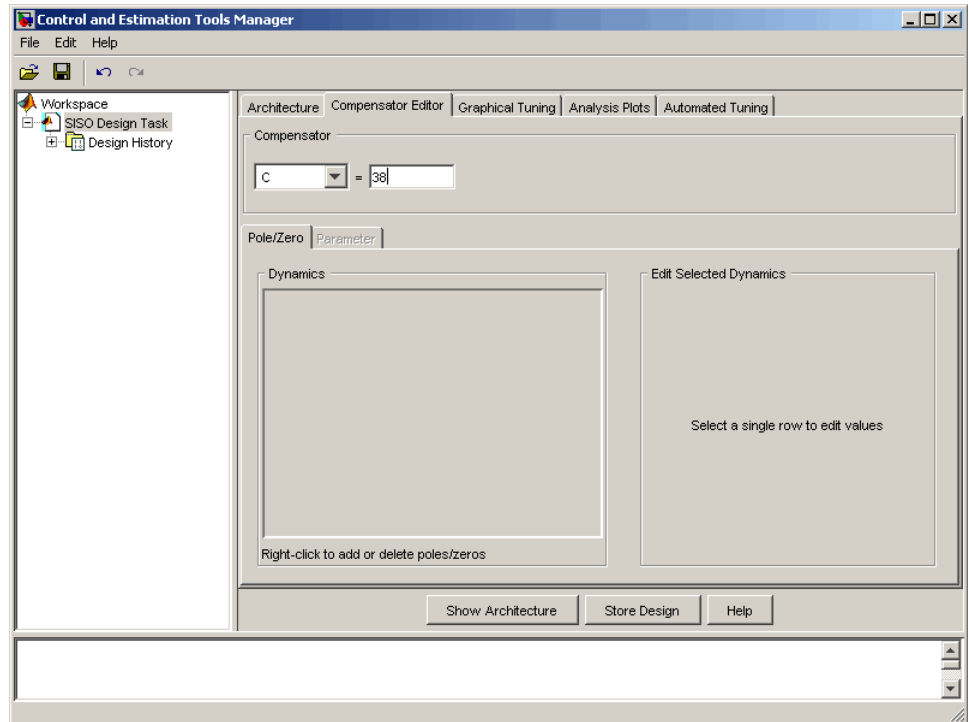 Control and Estimation Tools Manager
File Edit Help
Workspace
SISO Design Task
Design History
Architecture Compensator Editor Graphical Tuning Analysis Plots Automated Tuning
Compensator
C = 38
Pole/Zero Parameter
Dynamics
Edit Selected Dynamics
Select a single row to edit values
Right-click to add or delete poles/zeros
Show Architecture Store Design Help